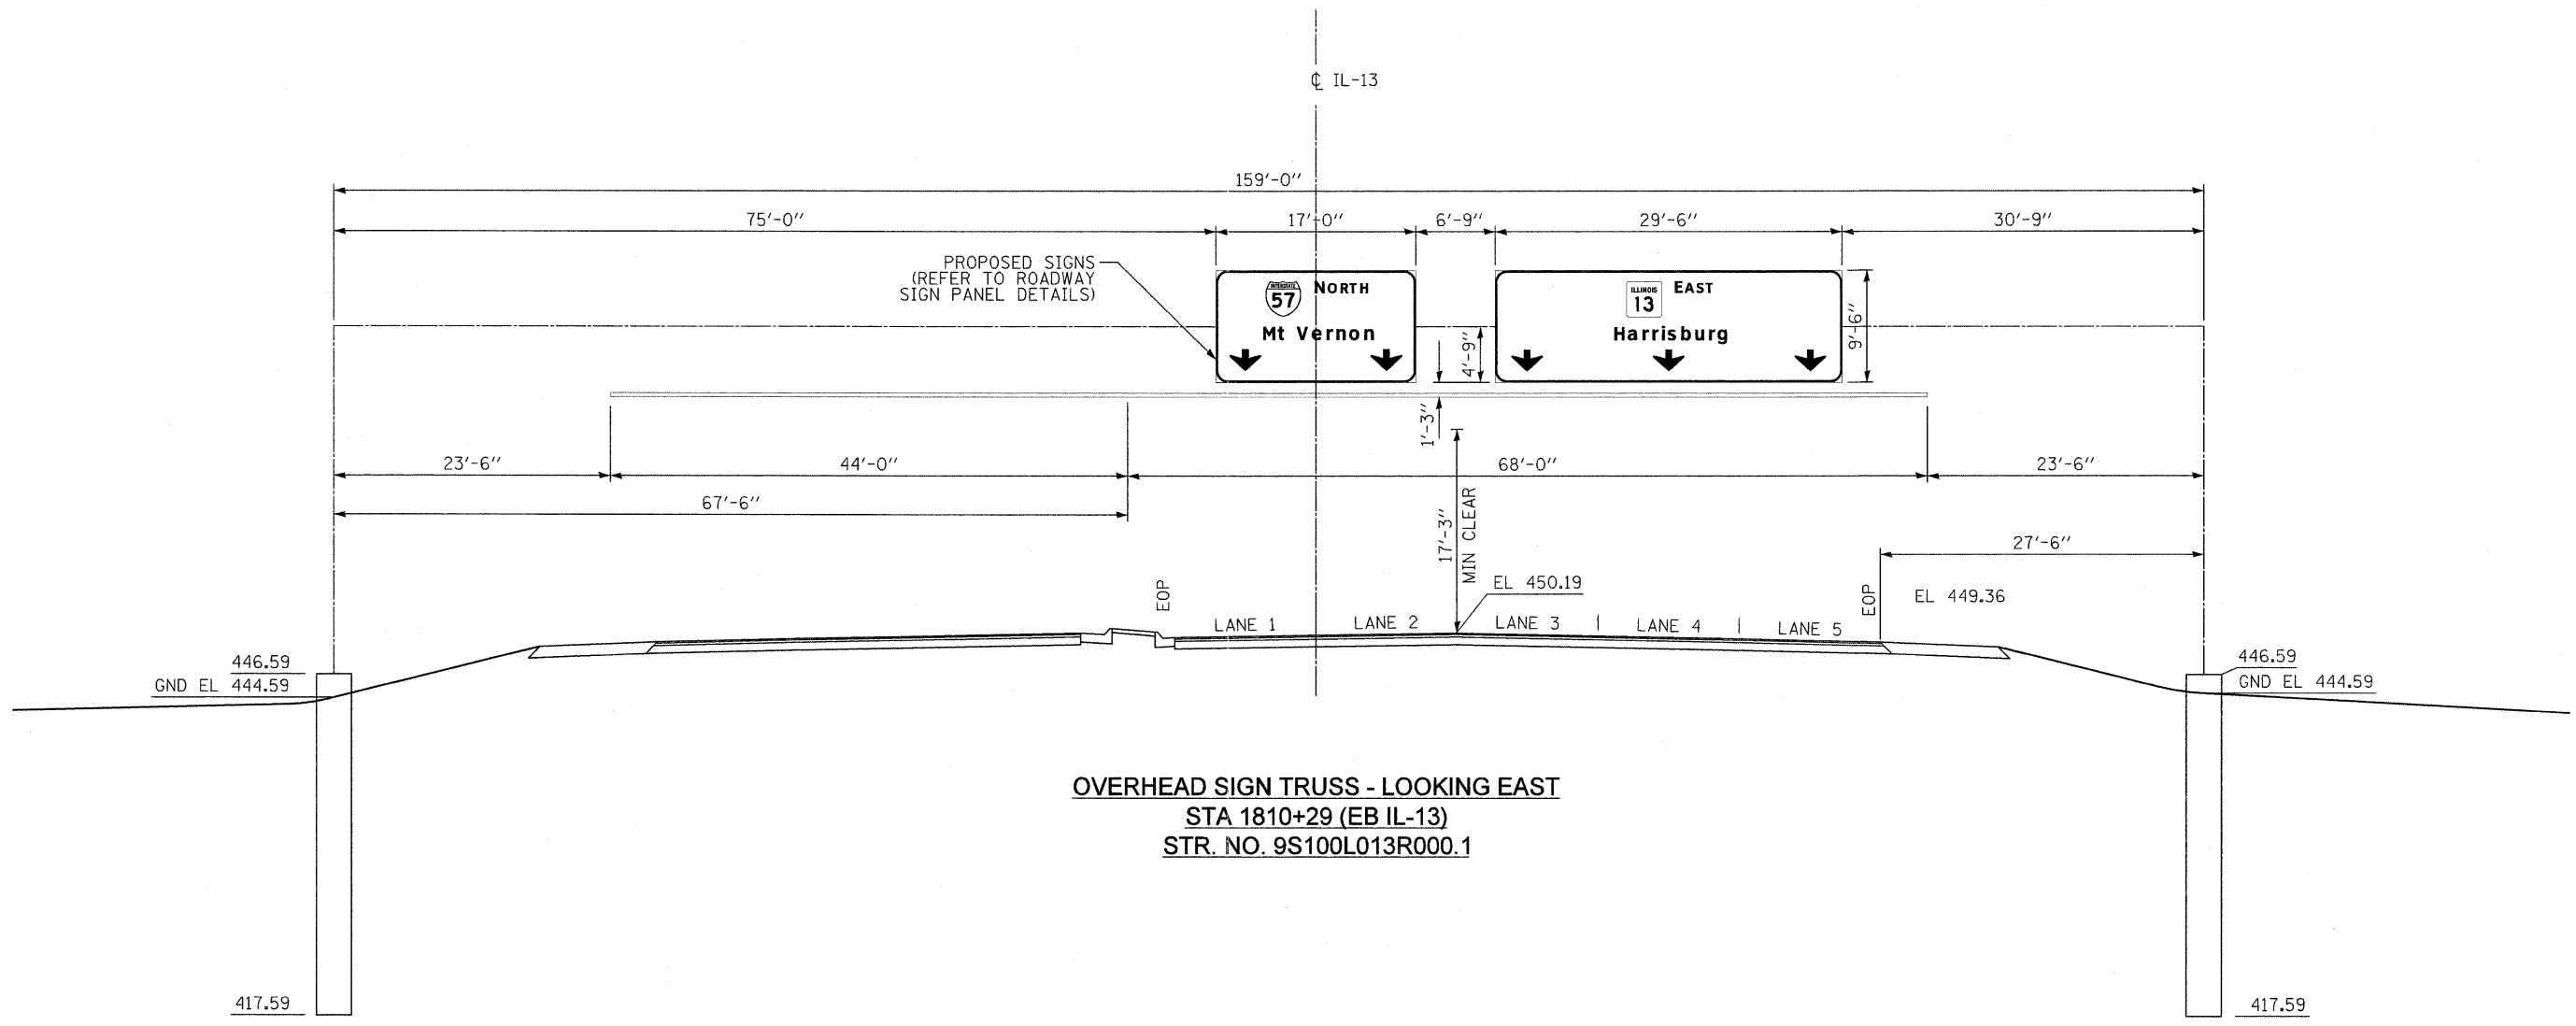 ℄ IL-13
159'-0"
75'-0"
17'-0"
6'-9"
29'-6"
30'-9"
PROPOSED SIGNS
(REFER TO ROADWAY
SIGN PANEL DETAILS)
INTERSTATE
57
NORTH
Mt Vernon
ILLINOIS
13
EAST
Harrisburg
9'-6"
4'-9"
1'-3"
23'-6"
44'-0"
68'-0"
23'-6"
67'-6"
17'-3"
MIN CLEAR
27'-6"
EOP
EL 450.19
EOP
EL 449.36
LANE 1
LANE 2
LANE 3
LANE 4
LANE 5
446.59
GND EL 444.59
446.59
GND EL 444.59
OVERHEAD SIGN TRUSS - LOOKING EAST
STA 1810+29 (EB IL-13)
STR. NO. 9S100L013R000.1
417.59
417.59